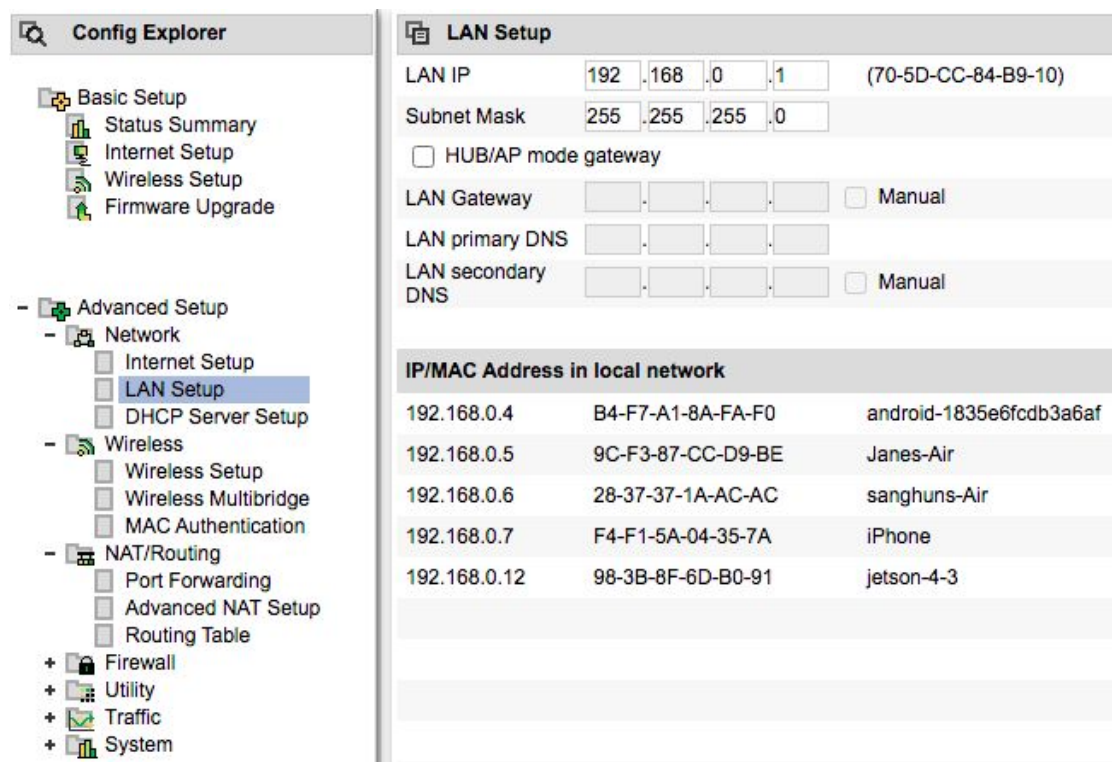 Config Explorer
Basic Setup
Status Summary
Internet Setup
Wireless Setup
Firmware Upgrade
- Advanced Setup
- Network
Internet Setup
LAN Setup
DHCP Server Setup
- Wireless
Wireless Setup
Wireless Multibridge
MAC Authentication
- NAT/Routing
Port Forwarding
Advanced NAT Setup
Routing Table
+ Firewall
+ Utility
+ Traffic
+ System
LAN Setup
LAN IP 192 .168 .0 .1 (70-5D-CC-84-B9-10)
Subnet Mask 255 .255 .255 .0
HUB/AP mode gateway
LAN Gateway . . . Manual
LAN primary DNS . . .
LAN secondary
DNS . . . Manual
IP/MAC Address in local network
192.168.0.4 B4-F7-A1-8A-FA-F0 android-1835e6fcdb3a6af
192.168.0.5 9C-F3-87-CC-D9-BE Janes-Air
192.168.0.6 28-37-37-1A-AC-AC sanghuns-Air
192.168.0.7 F4-F1-5A-04-35-7A iPhone
192.168.0.12 98-3B-8F-6D-B0-91 jetson-4-3